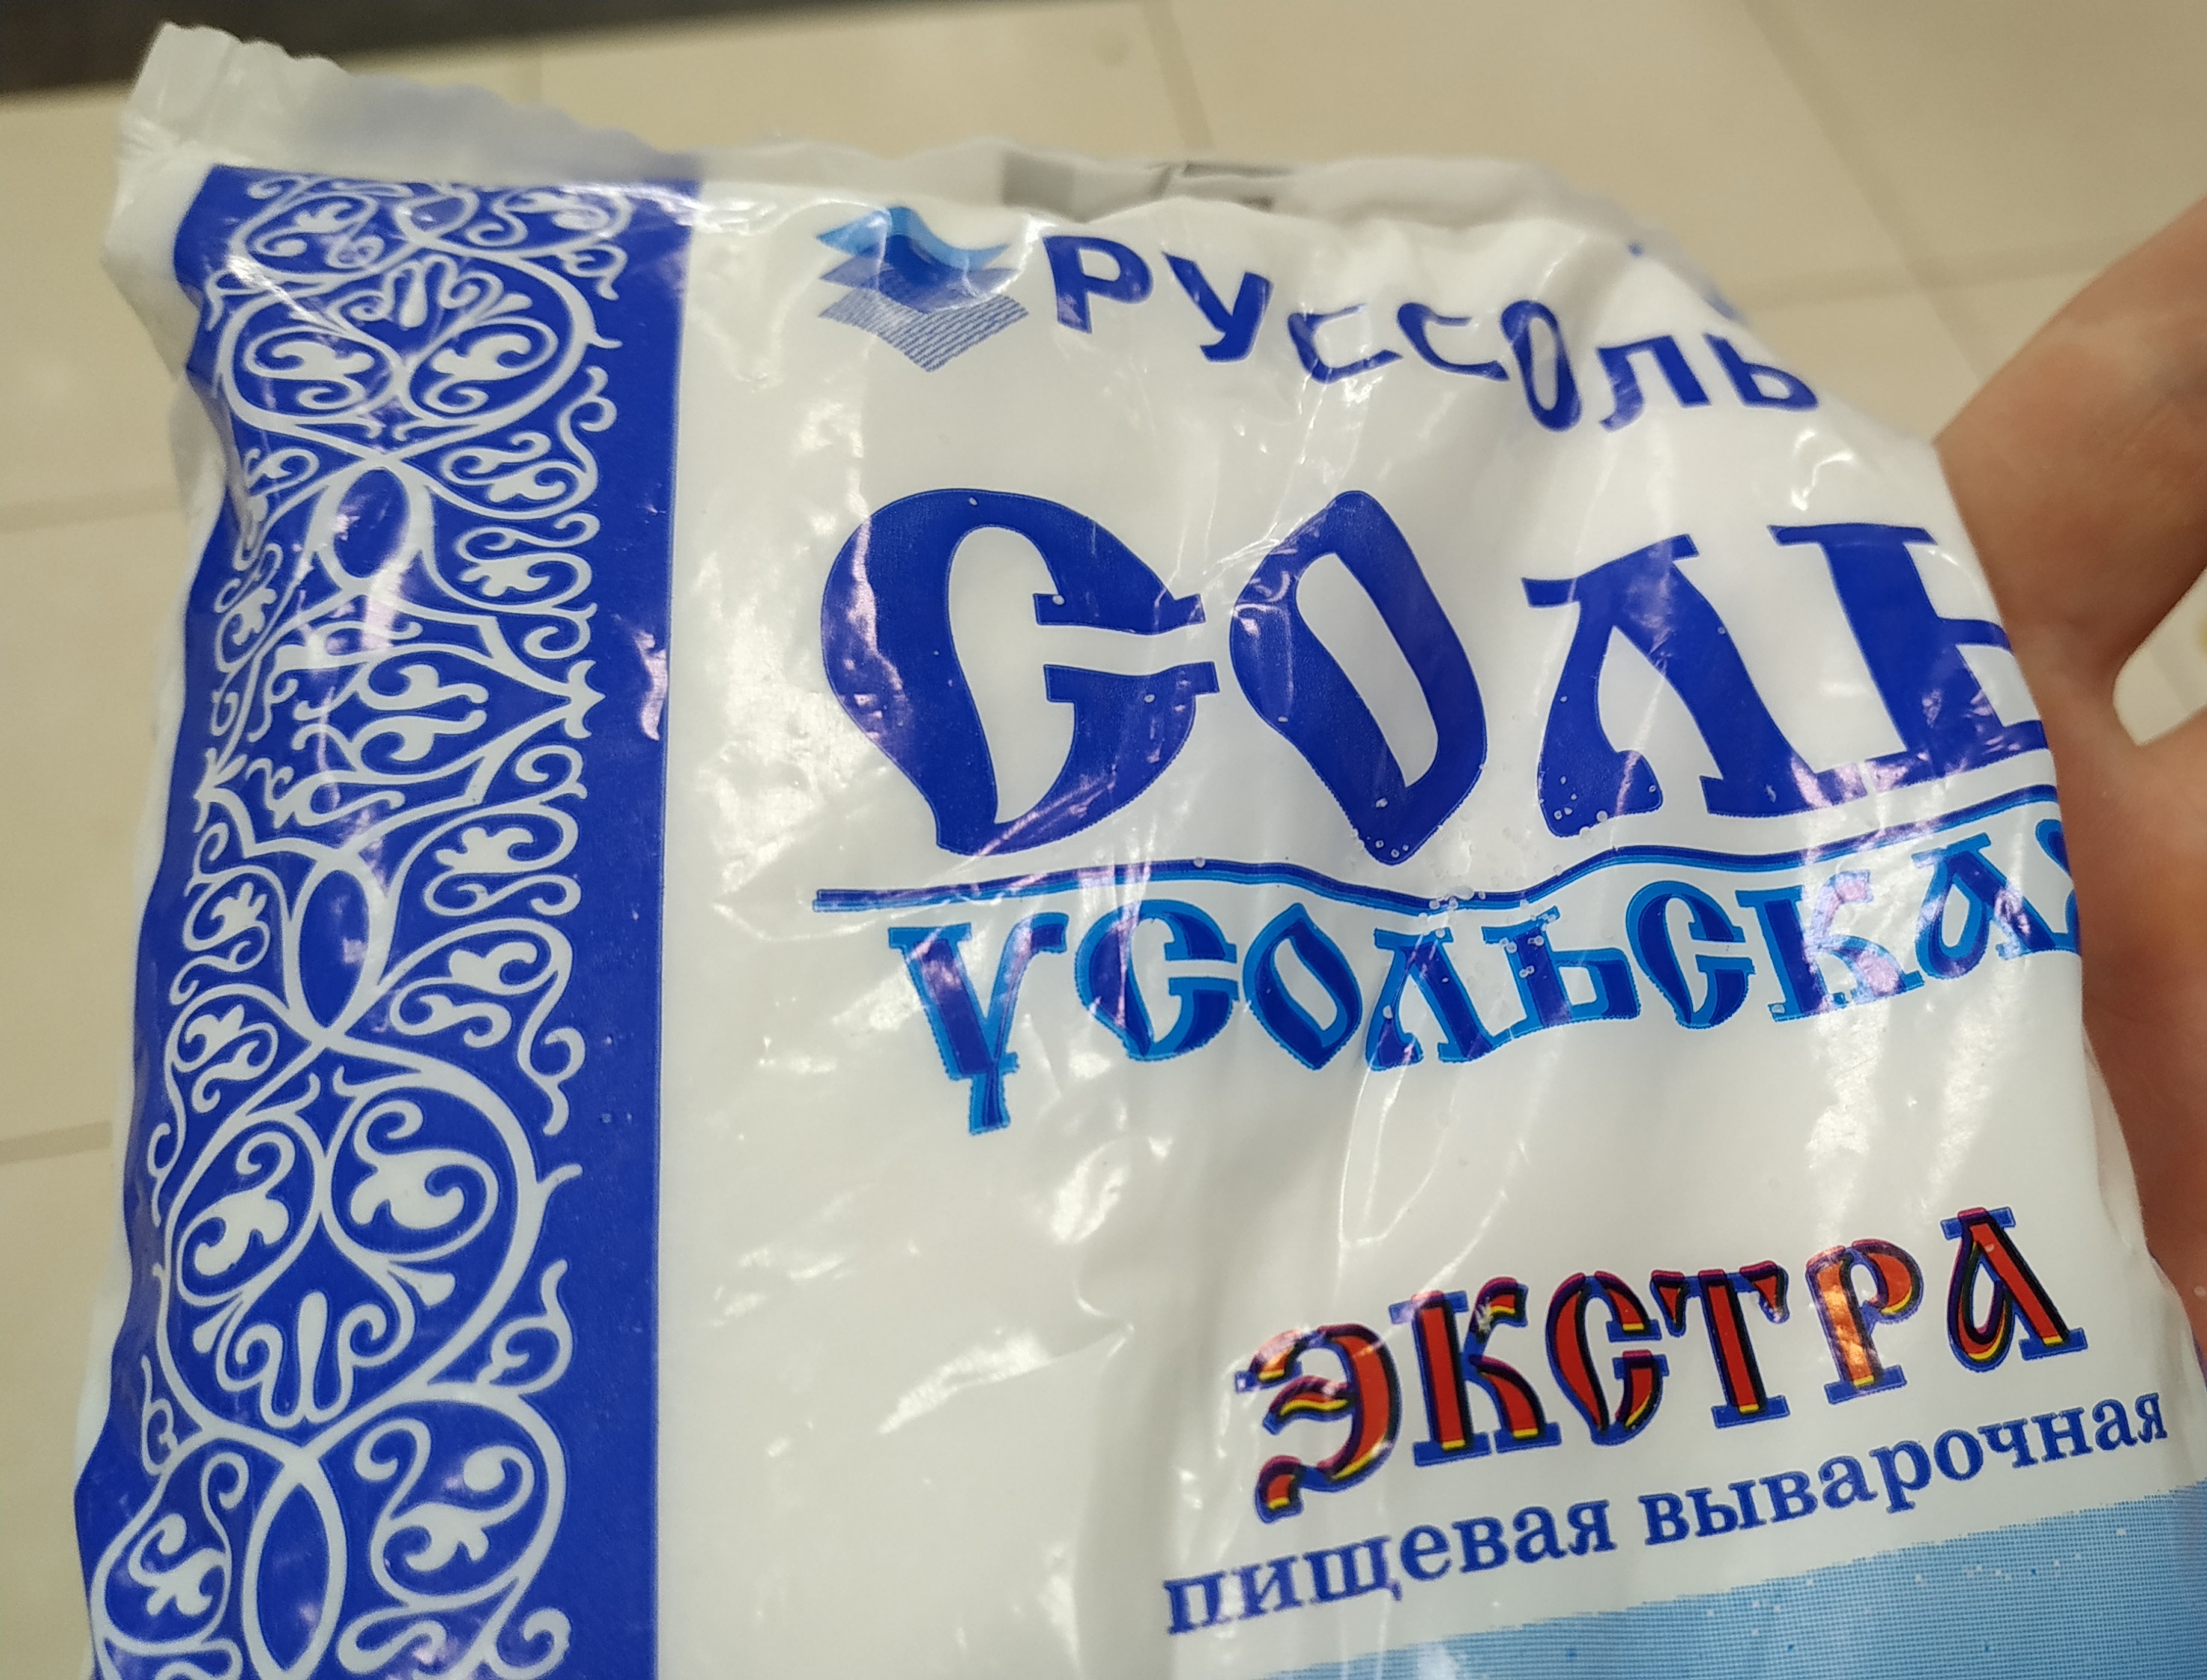 руссоль
СОЛЬ
УСОЛЬСКАЯ
ЭКСТРА
пищевая выварочная